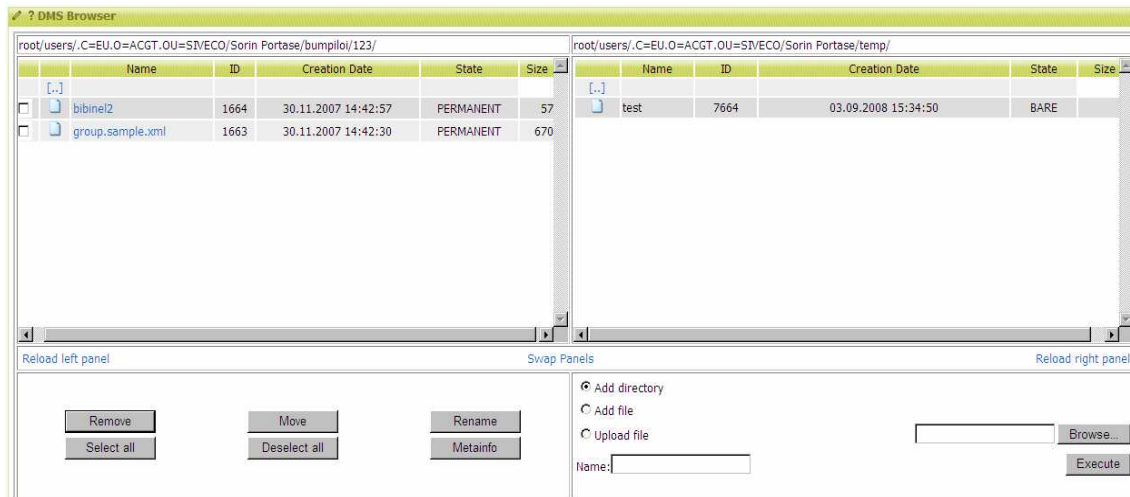 ? DMS Browser
root/users/.C=EU.O=ACGT.OU=SIVECO/Sorin Portase/bumpiloi/123/
Name ID Creation Date State Size
[..]
bibinel2 1664 30.11.2007 14:42:57 PERMANENT 57
group.sample.xml 1663 30.11.2007 14:42:30 PERMANENT 670
root/users/.C=EU.O=ACGT.OU=SIVECO/Sorin Portase/temp/
Name ID Creation Date State Size
[..]
test 7664 03.09.2008 15:34:50 BARE
Reload left panel Swap Panels Reload right panel
Remove Move Rename
Select all Deselect all Metainfo
Add directory
Add file
Upload file Browse...
Name: Execute